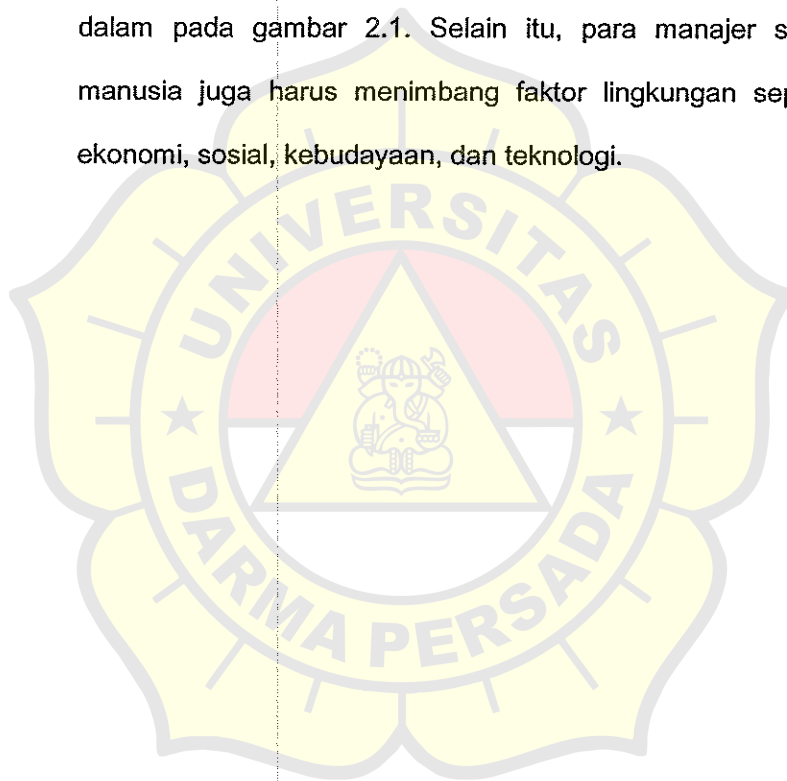 dalam pada gambar 2.1. Selain itu, para manajer s
manusia juga harus menimbang faktor lingkungan sep
ekonomi, sosial, kebudayaan, dan teknologi.
UNIVERSITAS
DARMA PERSADA